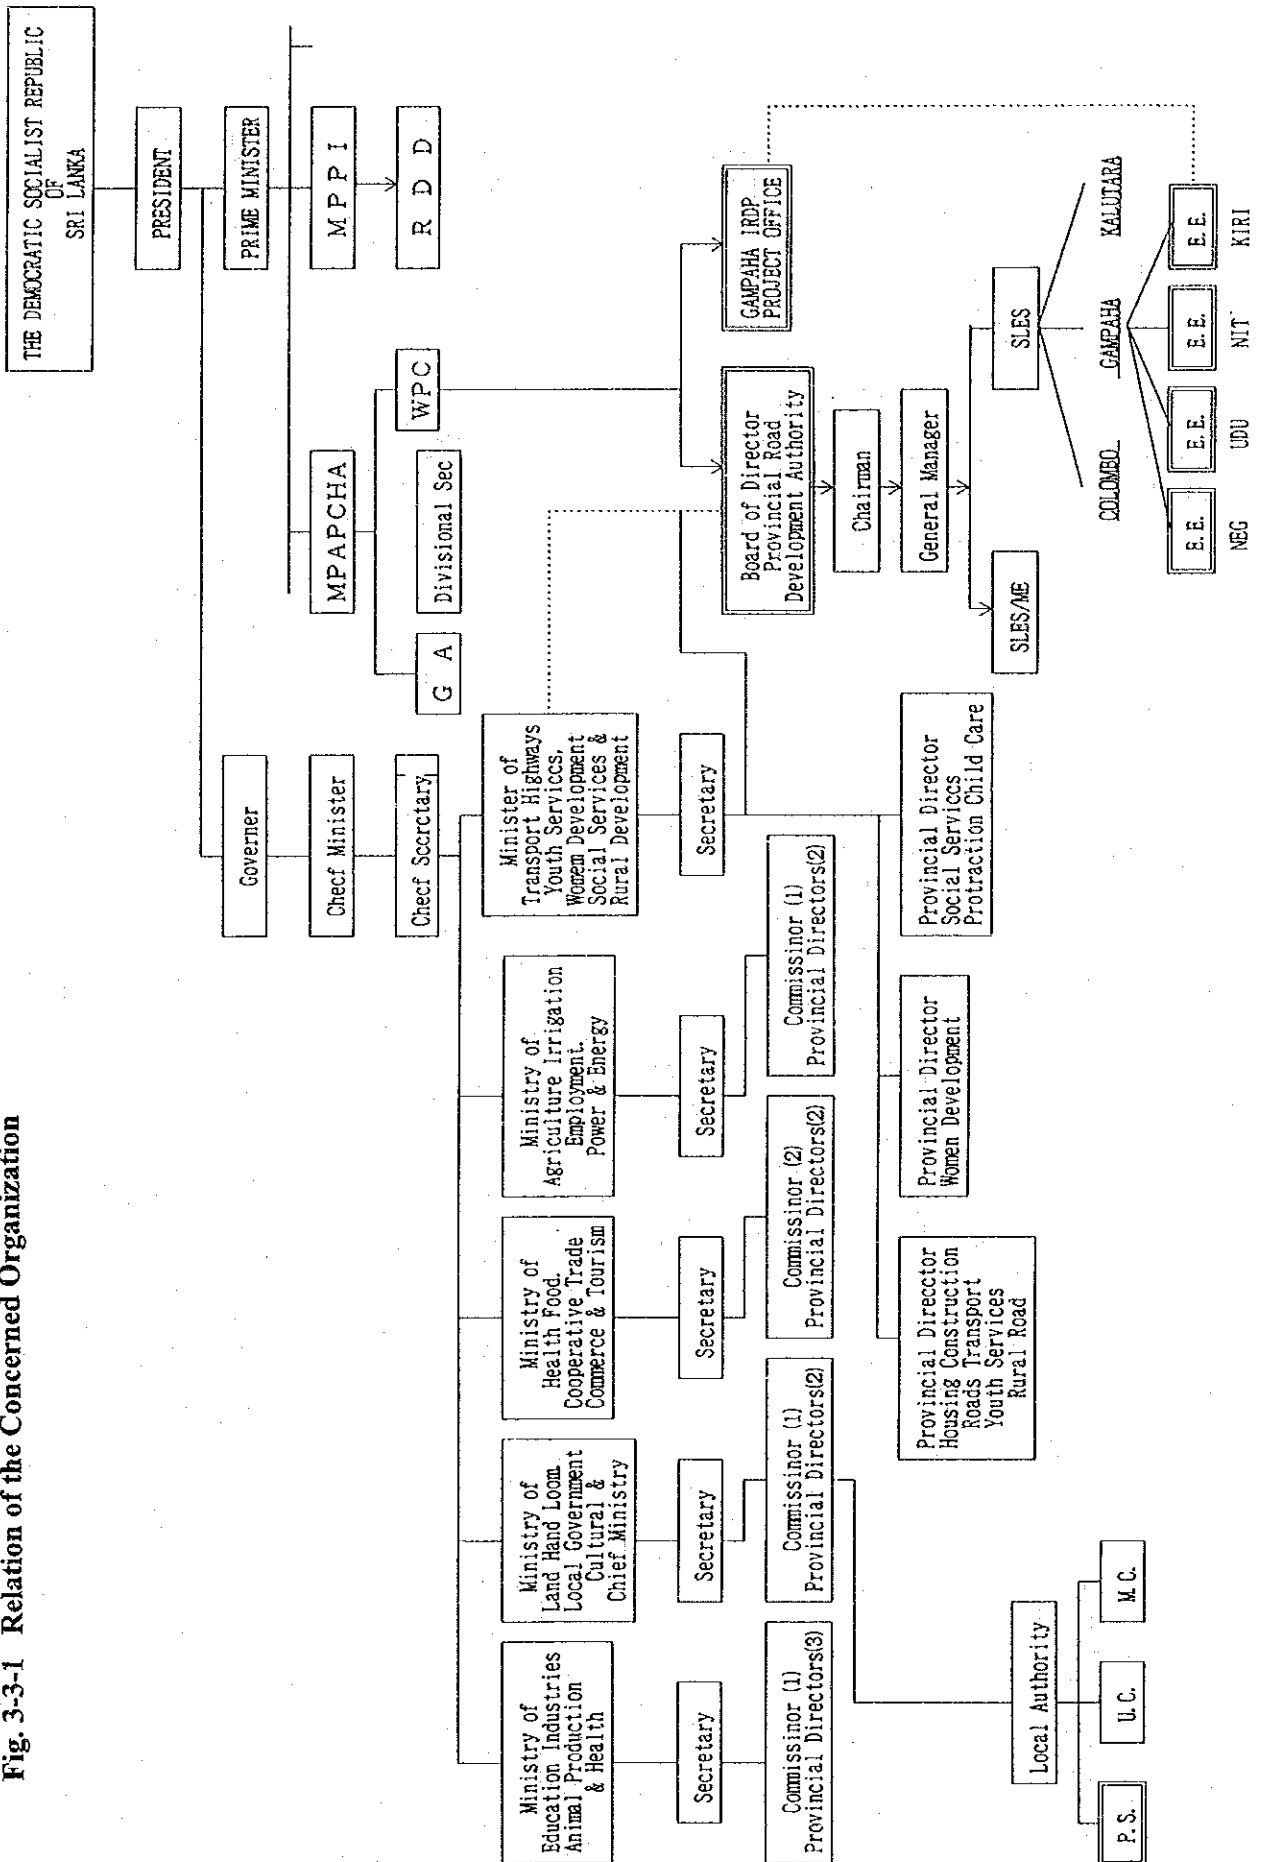 Fig. 3-3-1 Relation of the Concerned Organization
THE DEMOCRATIC SOCIALIST REPUBLIC
OF
SRI LANKA
PRESIDENT
PRIME MINISTER
MPPI
RDD
MPAPCHA
WPC
Divisional Sec
G A
Governer
Checf Minister
Checf Sccrctary
Ministry of
Education Industries
Animal Production
& Health
Ministry of
Land Hand Loom
Local Government
Cultural &
Chief Ministry
Ministry of
Health Food.
Cooperative Trade
Commerce & Tourism
Ministry of
Agriculture Irrigation
Employment.
Power & Energy
Minister of
Transport Highways
Youth Serviccs,
Women Development
Social Services &
Rural Development
Secretary
Secretary
Secretary
Secretary
Secretary
Commissinor (1)
Provincial Directors(3)
Commissinor (1)
Provincial Directors(2)
Commissinor (2)
Provincial Directors(2)
Commissinor (1)
Provincial Directors(2)
Board of Director
Provincial Road
Development Authority
GAMPAHA IRDP
PROJECT OFFICE
Chairman
General Manager
Provincial Direcctor
Housing Construction
Roads Transport
Youth Services
Rural Road
Provincial Director
Women Development
Provincial Director
Social Serviccs
Protraction Child Care
SLES/ME
SLES
Local Authority
P.S.
U.C.
M.C.
COLOMBO
GAMPAHA
KALUTARA
E.E.
E.E.
E.E.
E.E.
NEG
UDU
NIT
KIRI